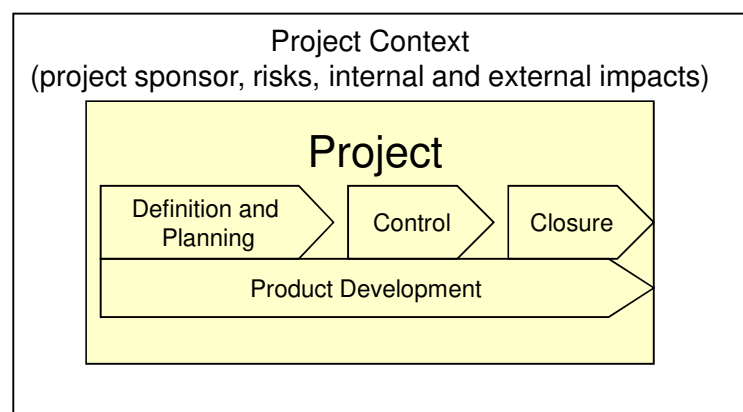 Project Context
(project sponsor, risks, internal and external impacts)
Project
Definition and
Planning
Control
Closure
Product Development